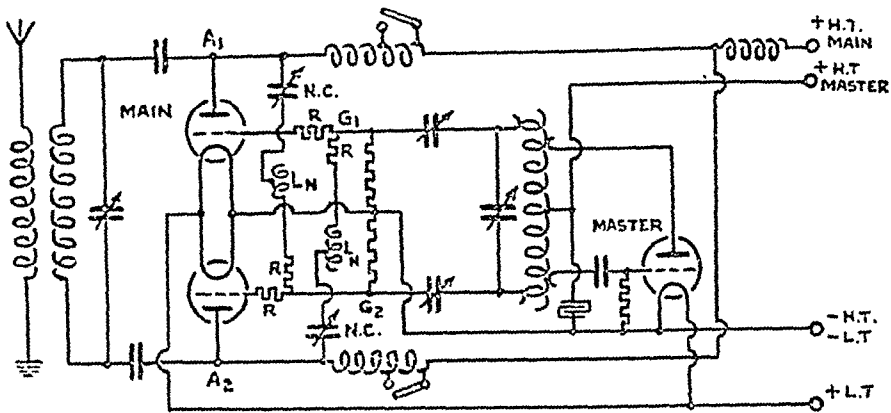 A1
+ H.T.
MAIN
+ H.T
MASTER
N.C.
MAIN
R
G1
R
LN
MASTER
LN
R
R
G2
N.C.
- H.T.
- L.T
A2
+ L.T